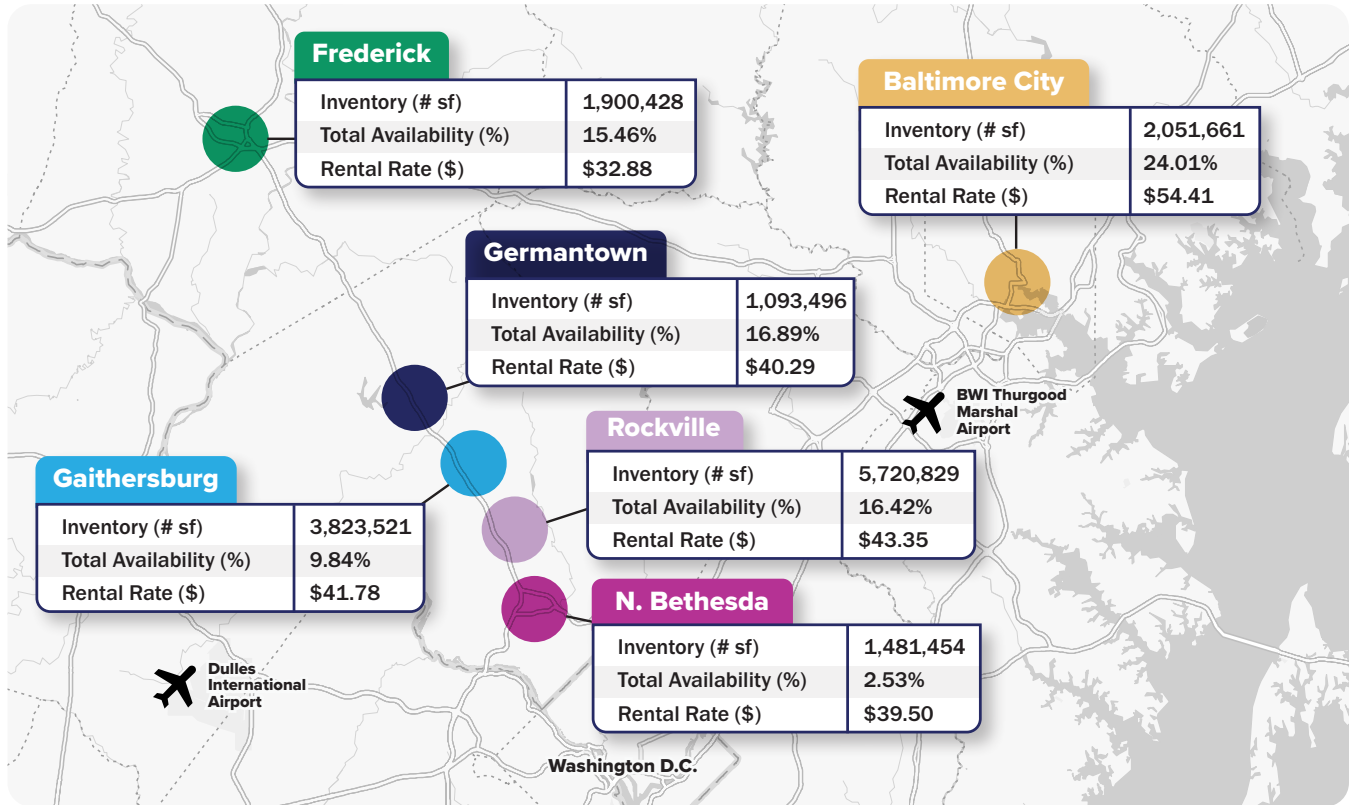 Frederick
Inventory (# sf) 1,900,428
Total Availability (%) 15.46%
Rental Rate ($) $32.88
Baltimore City
Inventory (# sf) 2,051,661
Total Availability (%) 24.01%
Rental Rate ($) $54.41
Germantown
Inventory (# sf) 1,093,496
Total Availability (%) 16.89%
Rental Rate ($) $40.29
BWI Thurgood
Marshal
Airport
Rockville
Inventory (# sf) 5,720,829
Total Availability (%) 16.42%
Rental Rate ($) $43.35
Gaithersburg
Inventory (# sf) 3,823,521
Total Availability (%) 9.84%
Rental Rate ($) $41.78
N. Bethesda
Inventory (# sf) 1,481,454
Total Availability (%) 2.53%
Rental Rate ($) $39.50
Dulles
International
Airport
Washington D.C.